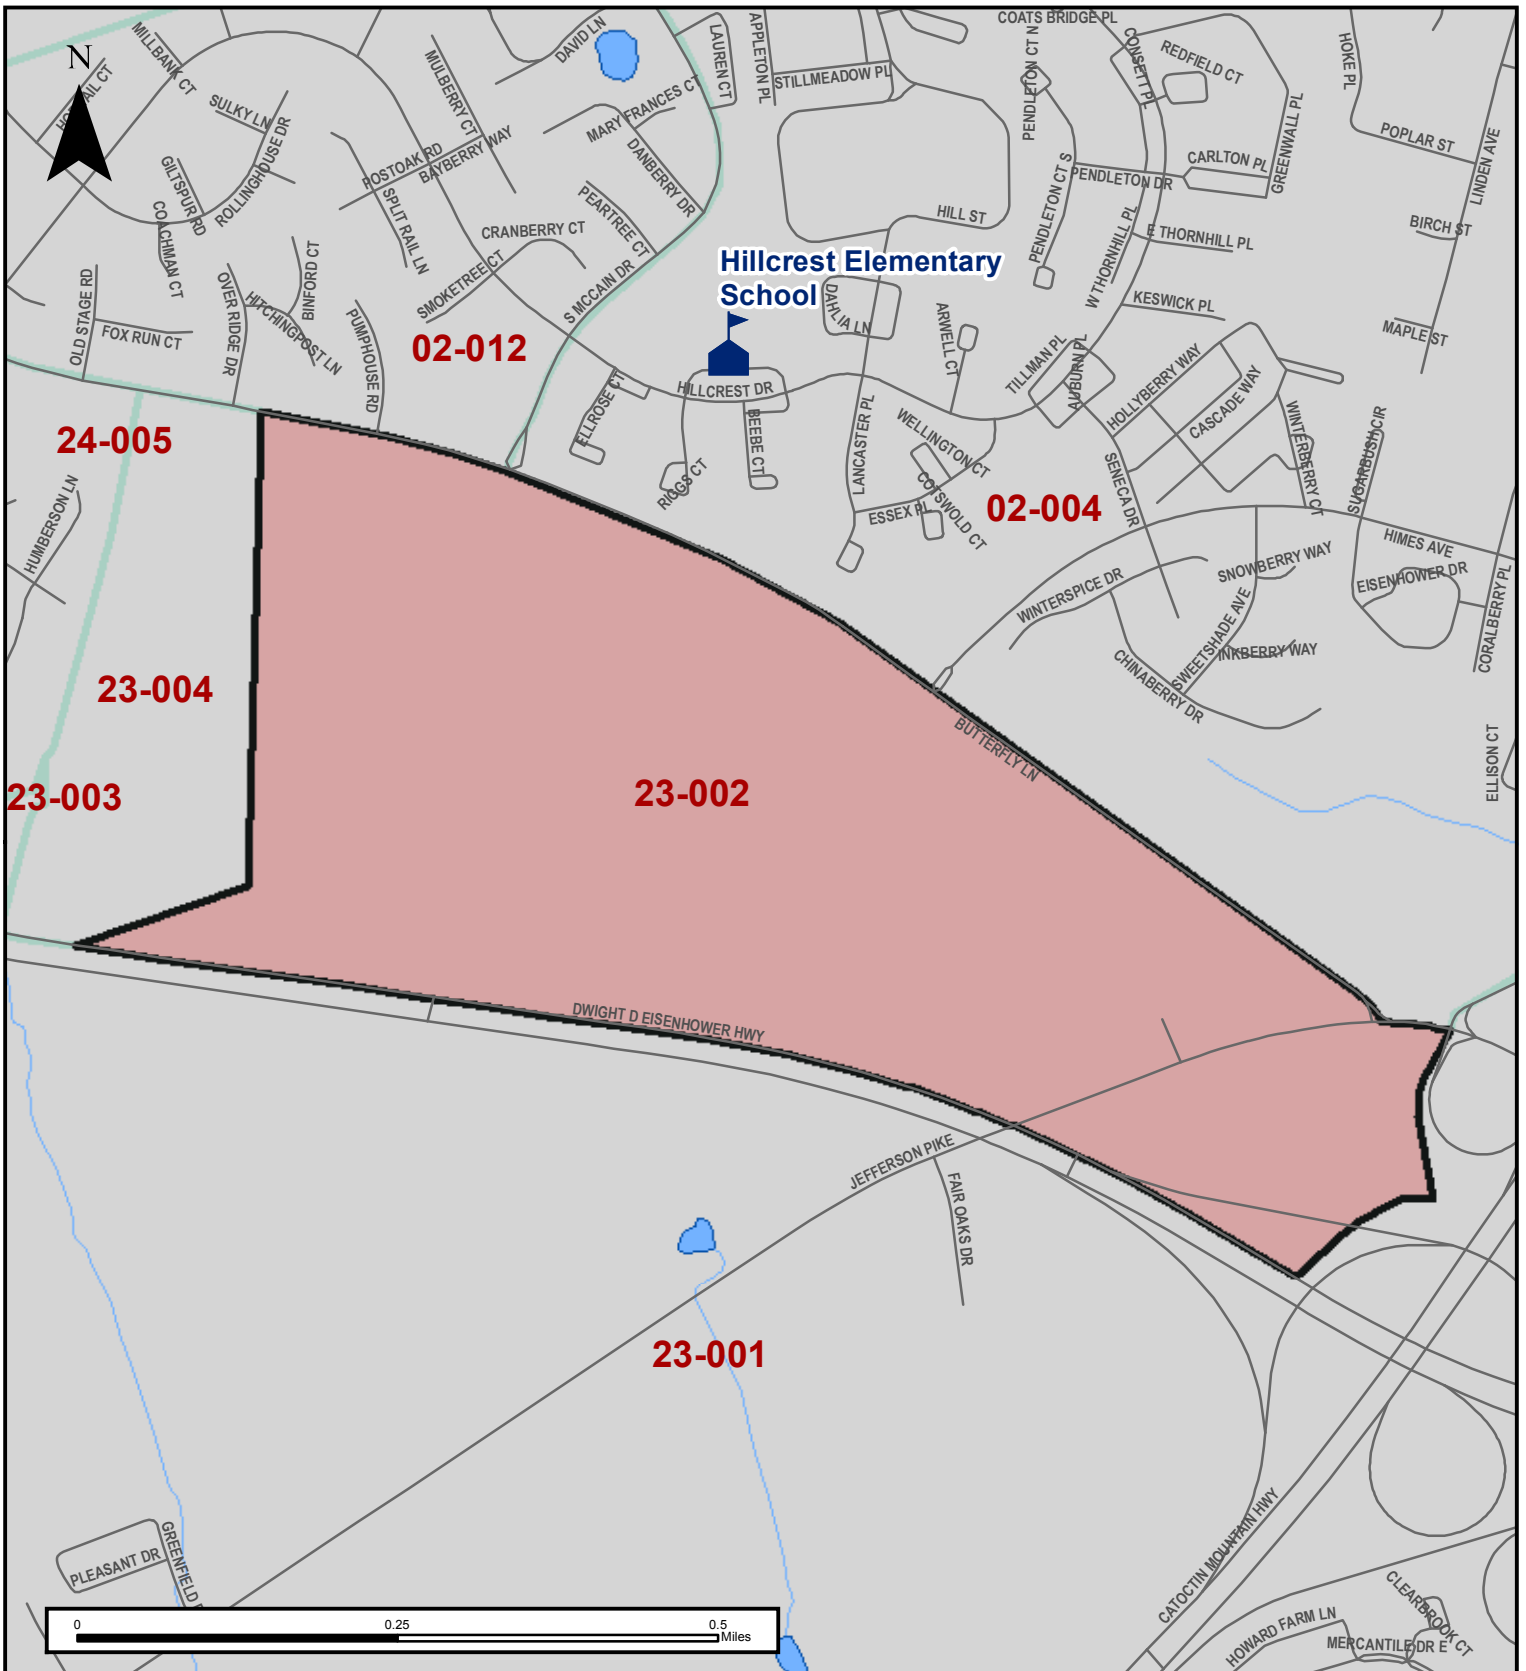 COATS BRIDGE PL
N
MILLBANK CT
DAVID LN
MULBERRY CT
LAUREN CT
APPLETON PL
STILLMEADOW PL
PENDLETON CT N
CONSETT PL
REDFIELD CT
HOKE PL
SULKY LN
MARY FRANCES CT
GREENWALL PL
POPLAR ST
LINDEN AVE
ROLLINGHOUSE DR
POSTOAK RD
BAYBERRY WAY
DANBERRY DR
PENDLETON CT S
PENDLETON DR
CARLTON PL
GILTSPUR RD
COACHMAN CT
SPLIT RAIL LN
PEARTREE CT
CRANBERRY CT
HILL ST
BIRCH ST
W THORNHILL PL
E THORNHILL PL
Hillcrest Elementary
School
OLD STAGE RD
OVER RIDGE DR
BINFORD CT
HITCHINGPOST LN
SMOKETREE CT
S MCCAIN DR
DAHLIA LN
ARWELL CT
KESWICK PL
FOX RUN CT
PUMPHOUSE RD
02-012
MAPLE ST
TILLMAN PL
AUBURN PL
HOLLYBERRY WAY
CASCADE WAY
HILLCREST DR
ELLROSE CT
BEEBE CT
RIGGS CT
LANCASTER PL
WELLINGTON CT
WINTERBERRY CT
SUGARBUSH CIR
24-005
COTSWOLD CT
ESSEX PL
02-004
SENECA DR
HUMBERSON LN
HIMES AVE
SNOWBERRY WAY
EISENHOWER DR
WINTERSPICE DR
CORALBERRY PL
SWEETSHADE AVE
INKBERRY WAY
CHINABERRY DR
23-004
BUTTERFLY LN
ELLISON CT
23-003
23-002
DWIGHT D EISENHOWER HWY
JEFFERSON PIKE
FAIR OAKS DR
23-001
CATOCTIN MOUNTAIN HWY
PLEASANT DR
GREENFIELD
CLEARBROOK CT
HOWARD FARM LN
MERCANTILE DR E
0 0.25 0.5
Miles